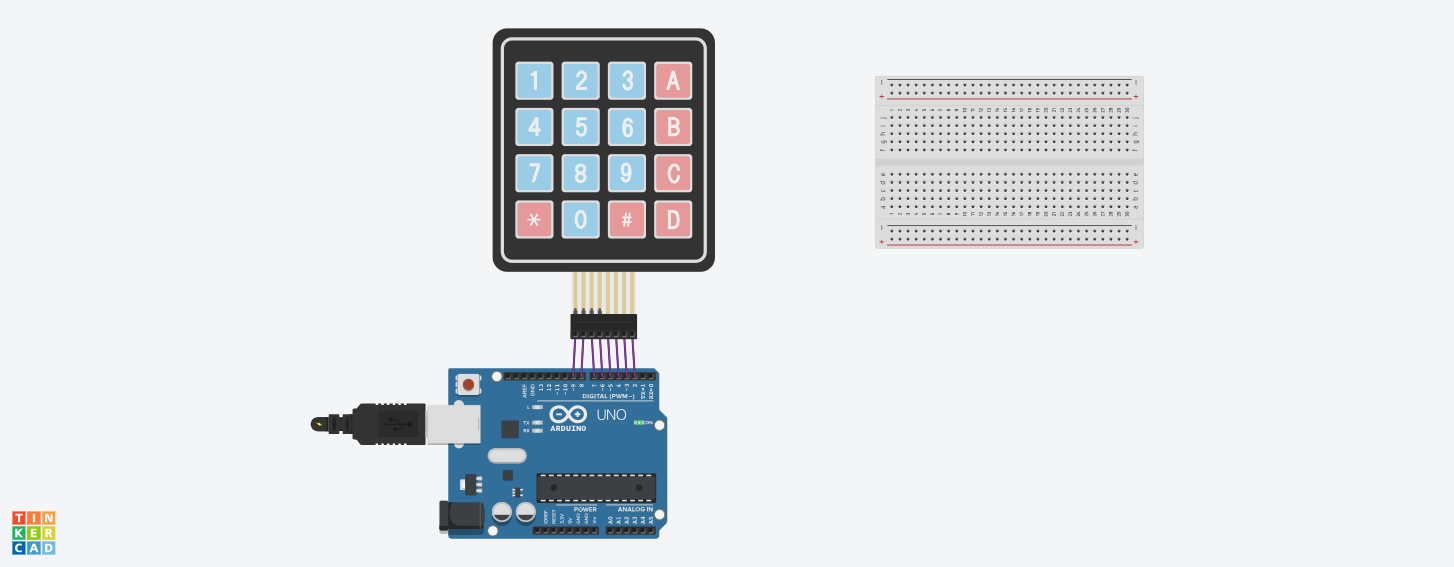 1 2 3 A
4 5 6 B
7 8 9 C
* 0 # D
AREF
GND
13
12
~11
~10
~9
8
7
~6
~5
4
~3
2
TX→1
RX←0
DIGITAL (PWM~)
L
TX
RX
UNO
ARDUINO
ON
POWER
ANALOG IN
IOREF
RESET
3.3V
5V
GND
GND
Vin
A0
A1
A2
A3
A4
A5
TIN
KER
CAD